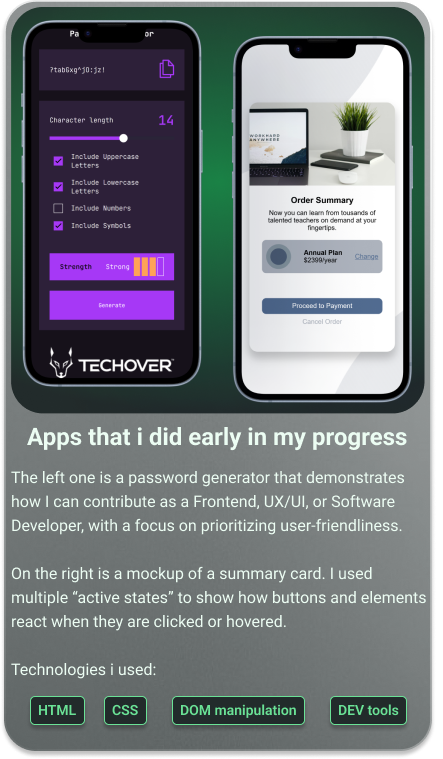 Pa or
?tabGxg^jO:jz!
Character length 14
Include Uppercase
Letters
Include Lowercase
Letters
Include Numbers
Include Symbols
Strength Strong
Generate
TECHOVER™
WORKHARD
ANYWHERE
Order Summary
Now you can learn from tousands of
talented teachers on demand at your
fingertips.
Annual Plan
$2399/year
Change
Proceed to Payment
Cancel Order
Apps that i did early in my progress
The left one is a password generator that demonstrates
how I can contribute as a Frontend, UX/UI, or Software
Developer, with a focus on prioritizing user-friendliness.
On the right is a mockup of a summary card. I used
multiple “active states” to show how buttons and elements
react when they are clicked or hovered.
Technologies i used:
HTML CSS DOM manipulation DEV tools